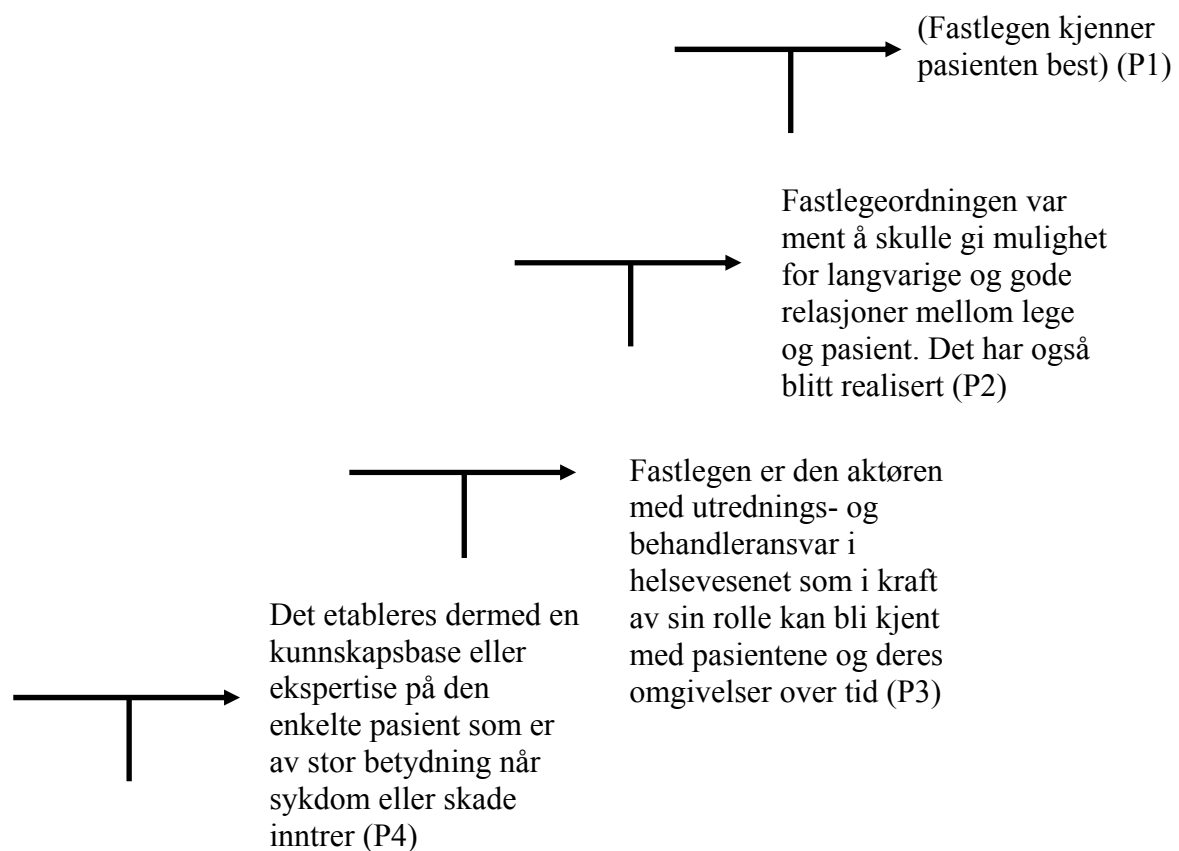 (Fastlegen kjenner
pasienten best) (P1)
Fastlegeordningen var
ment å skulle gi mulighet
for langvarige og gode
relasjoner mellom lege
og pasient. Det har også
blitt realisert (P2)
Fastlegen er den aktøren
med utrednings- og
behandleransvar i
helsevesenet som i kraft
av sin rolle kan bli kjent
med pasientene og deres
omgivelser over tid (P3)
Det etableres dermed en
kunnskapsbase eller
ekspertise på den
enkelte pasient som er
av stor betydning når
sykdom eller skade
inntrer (P4)